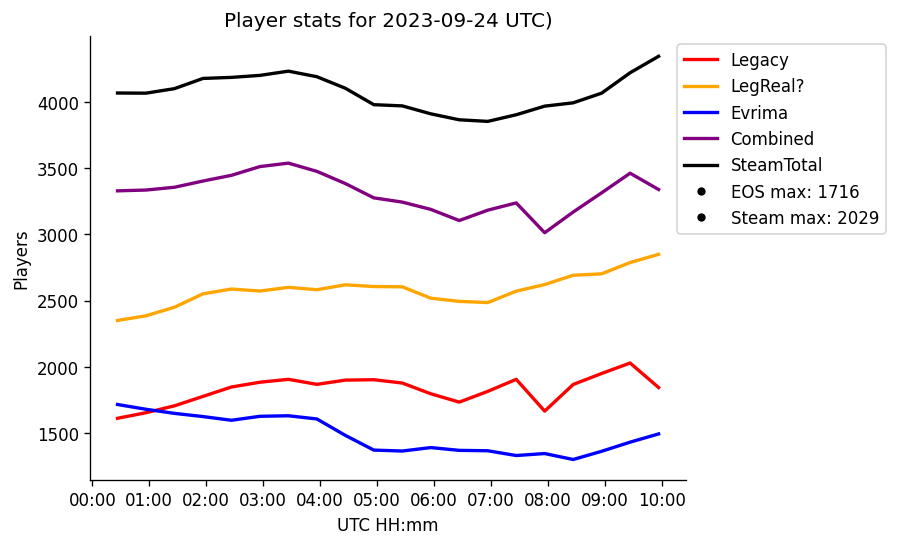 Player stats for 2023-09-24 UTC)
Players
4000
3500
3000
2500
2000
1500
00:00 01:00 02:00 03:00 04:00 05:00 06:00 07:00 08:00 09:00 10:00
UTC HH:mm
Legacy
LegReal?
Evrima
Combined
SteamTotal
EOS max: 1716
Steam max: 2029